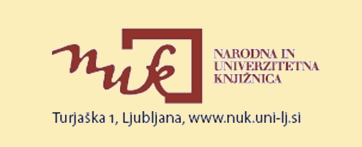 nuk
NARODNA IN
UNIVERZITETNA
KNJIŽNICA
Turjaška 1, Ljubljana, www.nuk.uni-lj.si